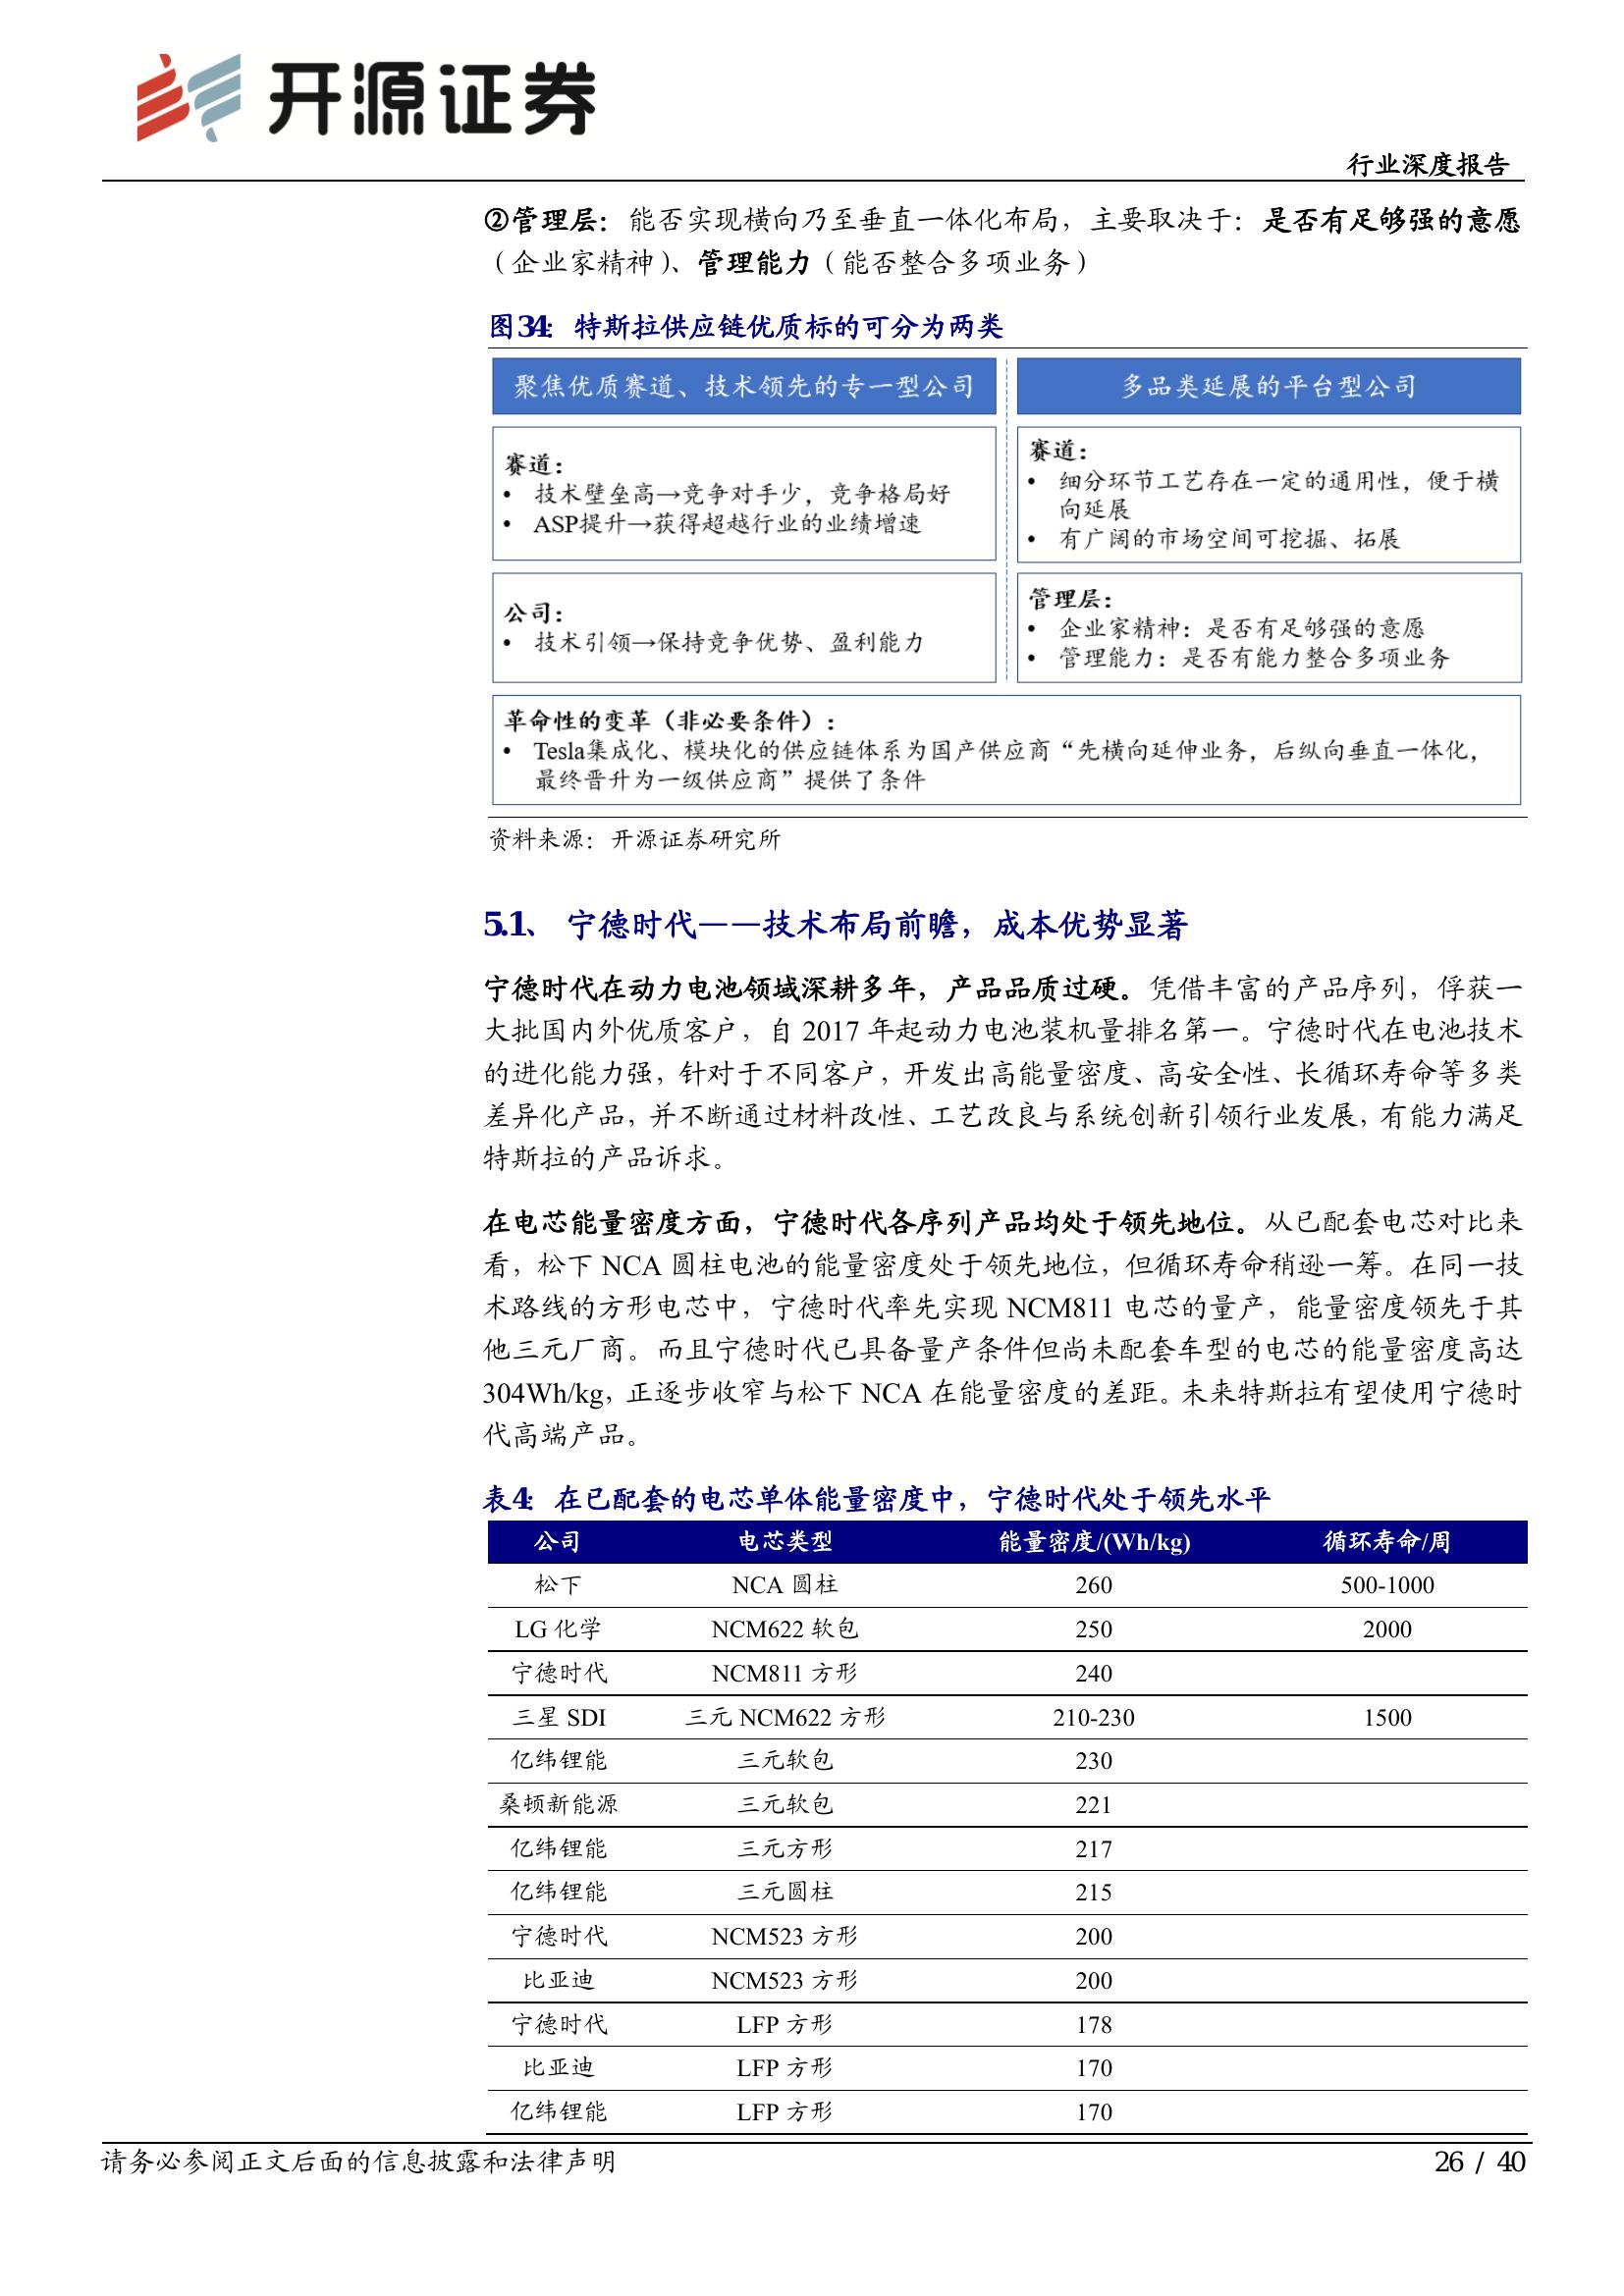 开源证券
行业深度报告
②管理层：能否实现横向乃至垂直一体化布局，主要取决于：是否有足够强的意愿
（企业家精神）、管理能力（能否整合多项业务）
图34：特斯拉供应链优质标的可分为两类
聚焦优质赛道、技术领先的专一型公司
赛道：
• 技术壁垒高→竞争对手少，竞争格局好
• ASP提升→获得超越行业的业绩增速
公司：
• 技术引领→保持竞争优势、盈利能力
多品类延展的平台型公司
赛道：
• 细分环节工艺存在一定的通用性，便于横
向延展
• 有广阔的市场空间可挖掘、拓展
管理层：
• 企业家精神：是否有足够强的意愿
• 管理能力：是否有能力整合多项业务
革命性的变革（非必要条件）：
• Tesla集成化、模块化的供应链体系为国产供应商“先横向延伸业务，后纵向垂直一体化，
最终晋升为一级供应商”提供了条件
资料来源：开源证券研究所
5.1、 宁德时代——技术布局前瞻，成本优势显著
宁德时代在动力电池领域深耕多年，产品品质过硬。凭借丰富的产品序列，俘获一
大批国内外优质客户，自 2017 年起动力电池装机量排名第一。宁德时代在电池技术
的进化能力强，针对于不同客户，开发出高能量密度、高安全性、长循环寿命等多类
差异化产品，并不断通过材料改性、工艺改良与系统创新引领行业发展，有能力满足
特斯拉的产品诉求。
在电芯能量密度方面，宁德时代各序列产品均处于领先地位。从已配套电芯对比来
看，松下 NCA 圆柱电池的能量密度处于领先地位，但循环寿命稍逊一筹。在同一技
术路线的方形电芯中，宁德时代率先实现 NCM811 电芯的量产，能量密度领先于其
他三元厂商。而且宁德时代已具备量产条件但尚未配套车型的电芯的能量密度高达
304Wh/kg，正逐步收窄与松下 NCA 在能量密度的差距。未来特斯拉有望使用宁德时
代高端产品。
表4：在已配套的电芯单体能量密度中，宁德时代处于领先水平
公司 电芯类型 能量密度/(Wh/kg) 循环寿命/周
松下 NCA 圆柱 260 500-1000
LG 化学 NCM622 软包 250 2000
宁德时代 NCM811 方形 240
三星 SDI 三元 NCM622 方形 210-230 1500
亿纬锂能 三元软包 230
桑顿新能源 三元软包 221
亿纬锂能 三元方形 217
亿纬锂能 三元圆柱 215
宁德时代 NCM523 方形 200
比亚迪 NCM523 方形 200
宁德时代 LFP 方形 178
比亚迪 LFP 方形 170
亿纬锂能 LFP 方形 170
请务必参阅正文后面的信息披露和法律声明 26 / 40